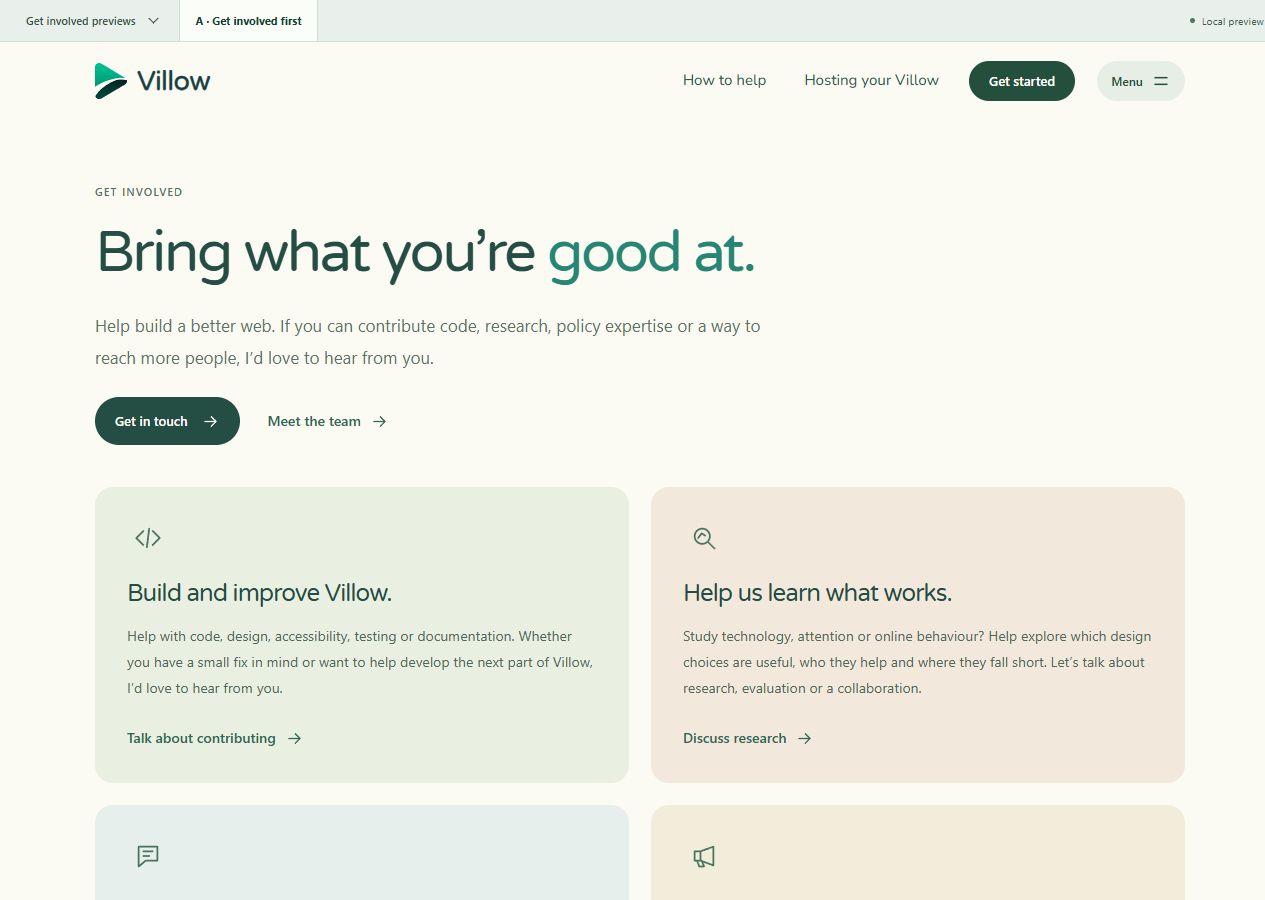 Get involved previews
A · Get involved first
Local preview
Villow
How to help
Hosting your Villow
Get started
Menu
GET INVOLVED
Bring what you’re good at.
Help build a better web. If you can contribute code, research, policy expertise or a way to
reach more people, I’d love to hear from you.
Get in touch
Meet the team
Build and improve Villow.
Help with code, design, accessibility, testing or documentation. Whether
you have a small fix in mind or want to help develop the next part of Villow,
I’d love to hear from you.
Talk about contributing
Help us learn what works.
Study technology, attention or online behaviour? Help explore which design
choices are useful, who they help and where they fall short. Let’s talk about
research, evaluation or a collaboration.
Discuss research